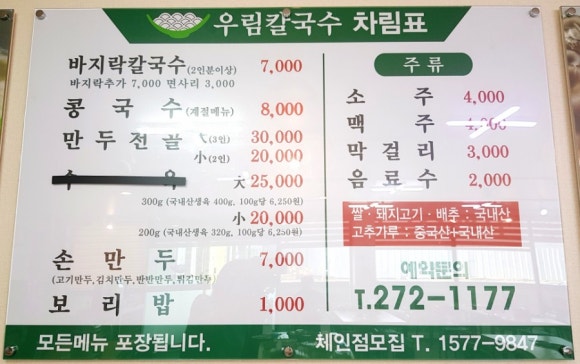 우림칼국수 차림표
바지락칼국수(2인분이상) 7,000
바지락추가 7,000 면사리 3,000
콩국수(계절메뉴) 8,000
만두전골 大(3인) 30,000
小(2인) 20,000
수육 大 25,000
300g (국내산생육 400g, 100g당 6,250원)
小 20,000
200g (국내산생육 320g, 100g당 6,250원)
손만두 7,000
(고기만두,김치만두,반반만두,튀김만두)
보리밥 1,000
주류
소주 4,000
맥주 4,000
막걸리 3,000
음료수 2,000
쌀·돼지고기·배추:국내산
고추가루:중국산+국내산
예약문의
T.272-1177
모든메뉴 포장됩니다.
체인점모집 T. 1577-9847